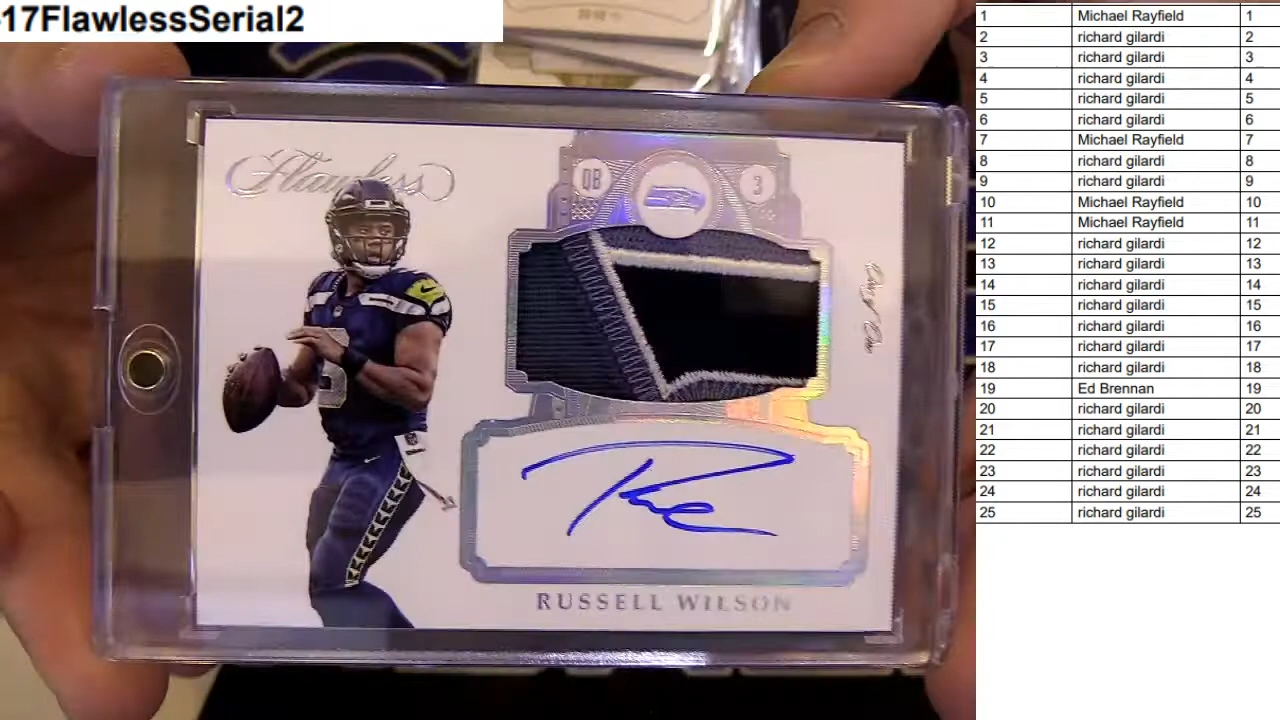 -17FlawlessSerial2
Flawless
QB
3
One of One
RUSSELL WILSON
1 Michael Rayfield 1
2 richard gilardi 2
3 richard gilardi 3
4 richard gilardi 4
5 richard gilardi 5
6 richard gilardi 6
7 Michael Rayfield 7
8 richard gilardi 8
9 richard gilardi 9
10 Michael Rayfield 10
11 Michael Rayfield 11
12 richard gilardi 12
13 richard gilardi 13
14 richard gilardi 14
15 richard gilardi 15
16 richard gilardi 16
17 richard gilardi 17
18 richard gilardi 18
19 Ed Brennan 19
20 richard gilardi 20
21 richard gilardi 21
22 richard gilardi 22
23 richard gilardi 23
24 richard gilardi 24
25 richard gilardi 25